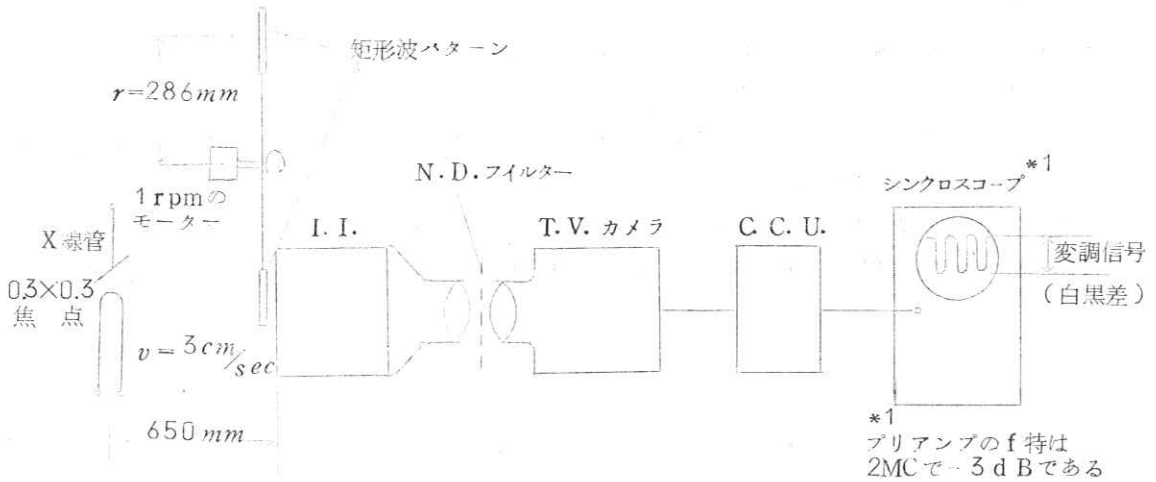 矩形波パターン
r=286mm
N.D.フイルター
1rpmの
モーター
X線管
0.3×0.3
焦点
I.I.
T.V.カメラ
C.C.U.
シンクロスコープ*1
変調信号
(白黒差)
v=3cm/sec
650mm
*1
プリアンプのf特は
2MCで-3dBである